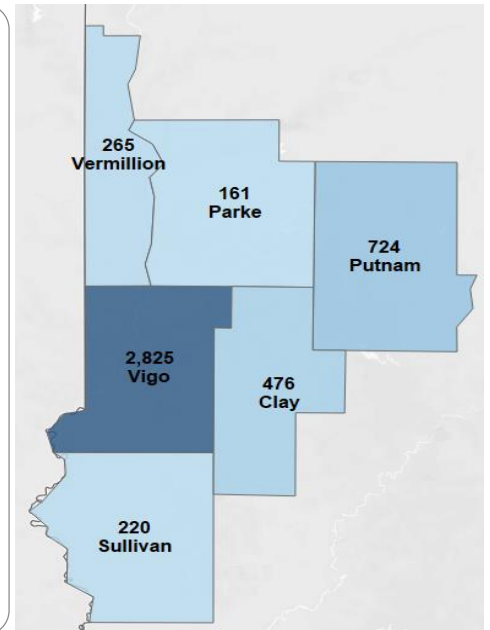 265
Vermillion
161
Parke
724
Putnam
2,825
Vigo
476
Clay
220
Sullivan